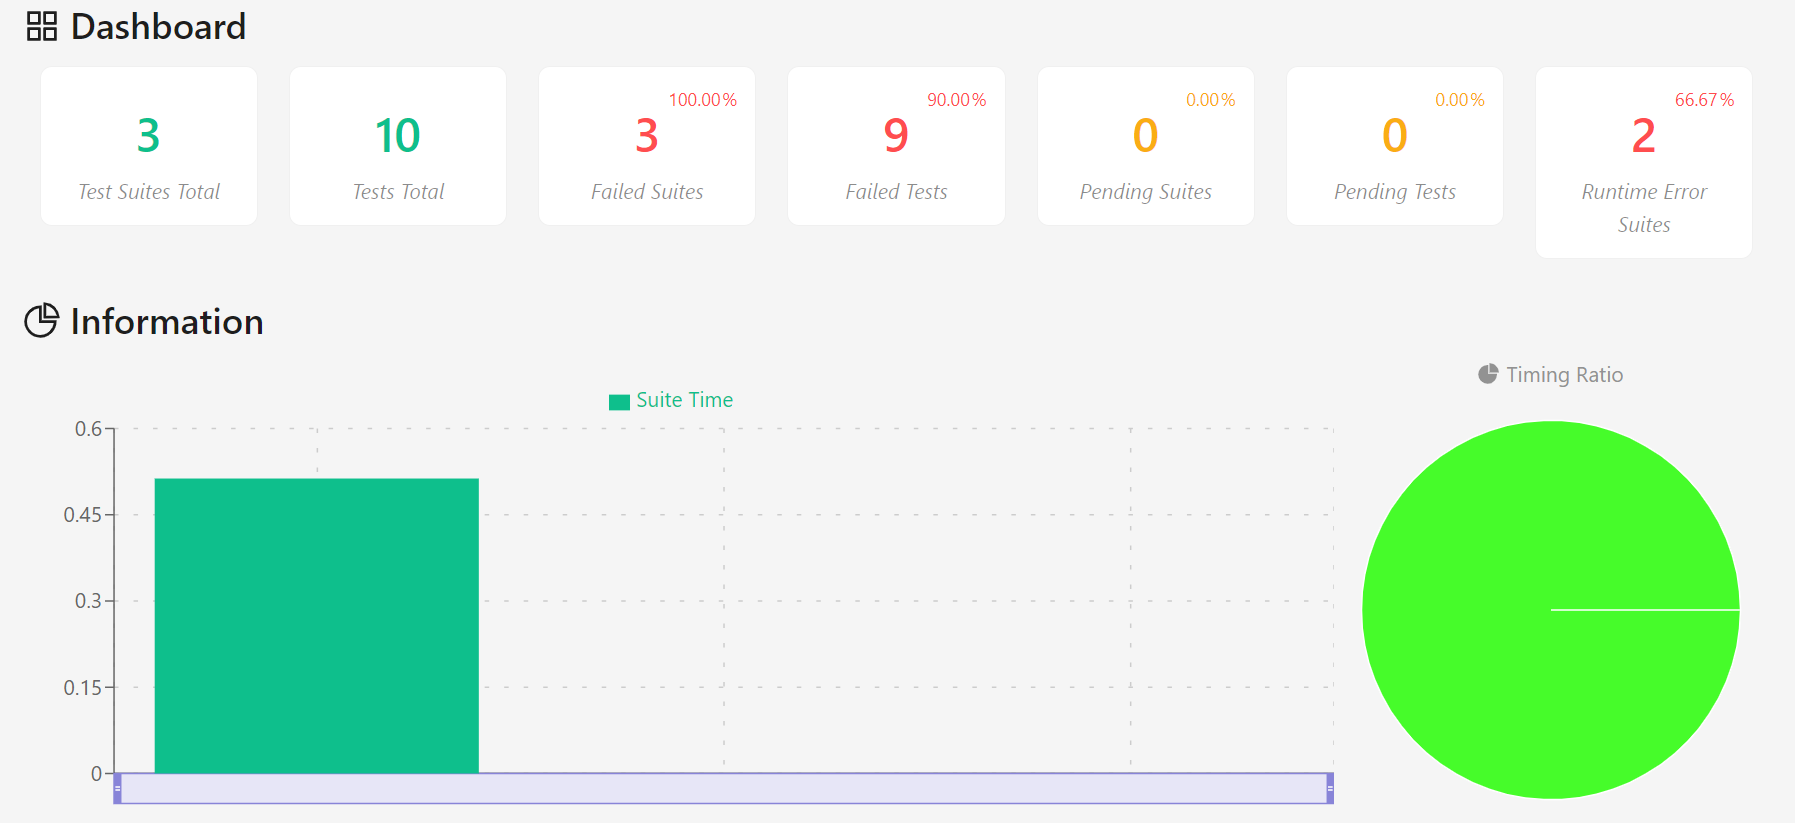 Dashboard
3
Test Suites Total
10
Tests Total
100.00%
3
Failed Suites
90.00%
9
Failed Tests
0.00%
0
Pending Suites
0.00%
0
Pending Tests
66.67%
2
Runtime Error
Suites
Information
Suite Time
0.6
0.45
0.3
0.15
0
Timing Ratio